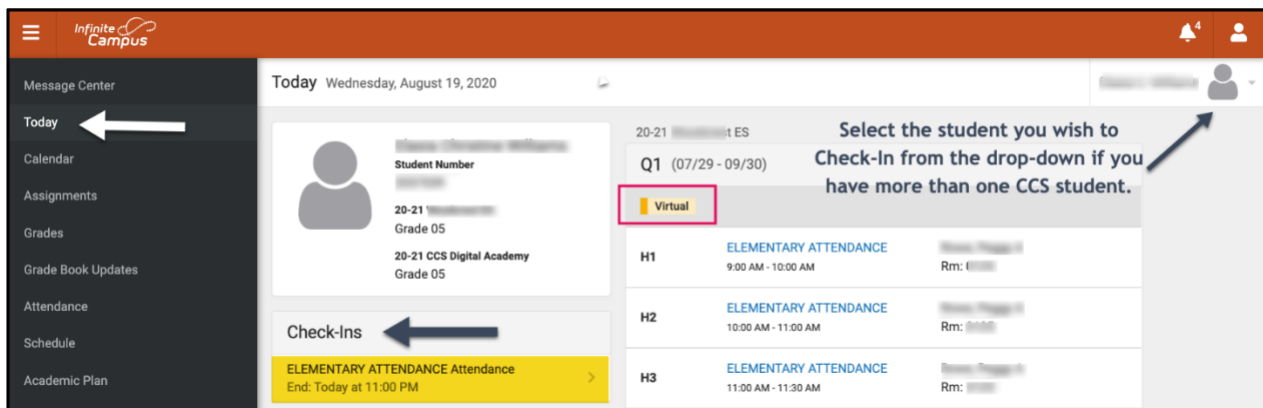 Infinite
Campus
4
Message Center
Today
Calendar
Assignments
Grades
Grade Book Updates
Attendance
Schedule
Academic Plan
Today Wednesday, August 19, 2020
Student Number
20-21
Grade 05
20-21 CCS Digital Academy
Grade 05
Check-Ins
ELEMENTARY ATTENDANCE Attendance
End: Today at 11:00 PM
20-21 ES
Q1 (07/29 - 09/30)
Virtual
Select the student you wish to
Check-In from the drop-down if you
have more than one CCS student.
H1 ELEMENTARY ATTENDANCE
9:00 AM - 10:00 AM Rm:
H2 ELEMENTARY ATTENDANCE
10:00 AM - 11:00 AM Rm:
H3 ELEMENTARY ATTENDANCE
11:00 AM - 11:30 AM Rm: